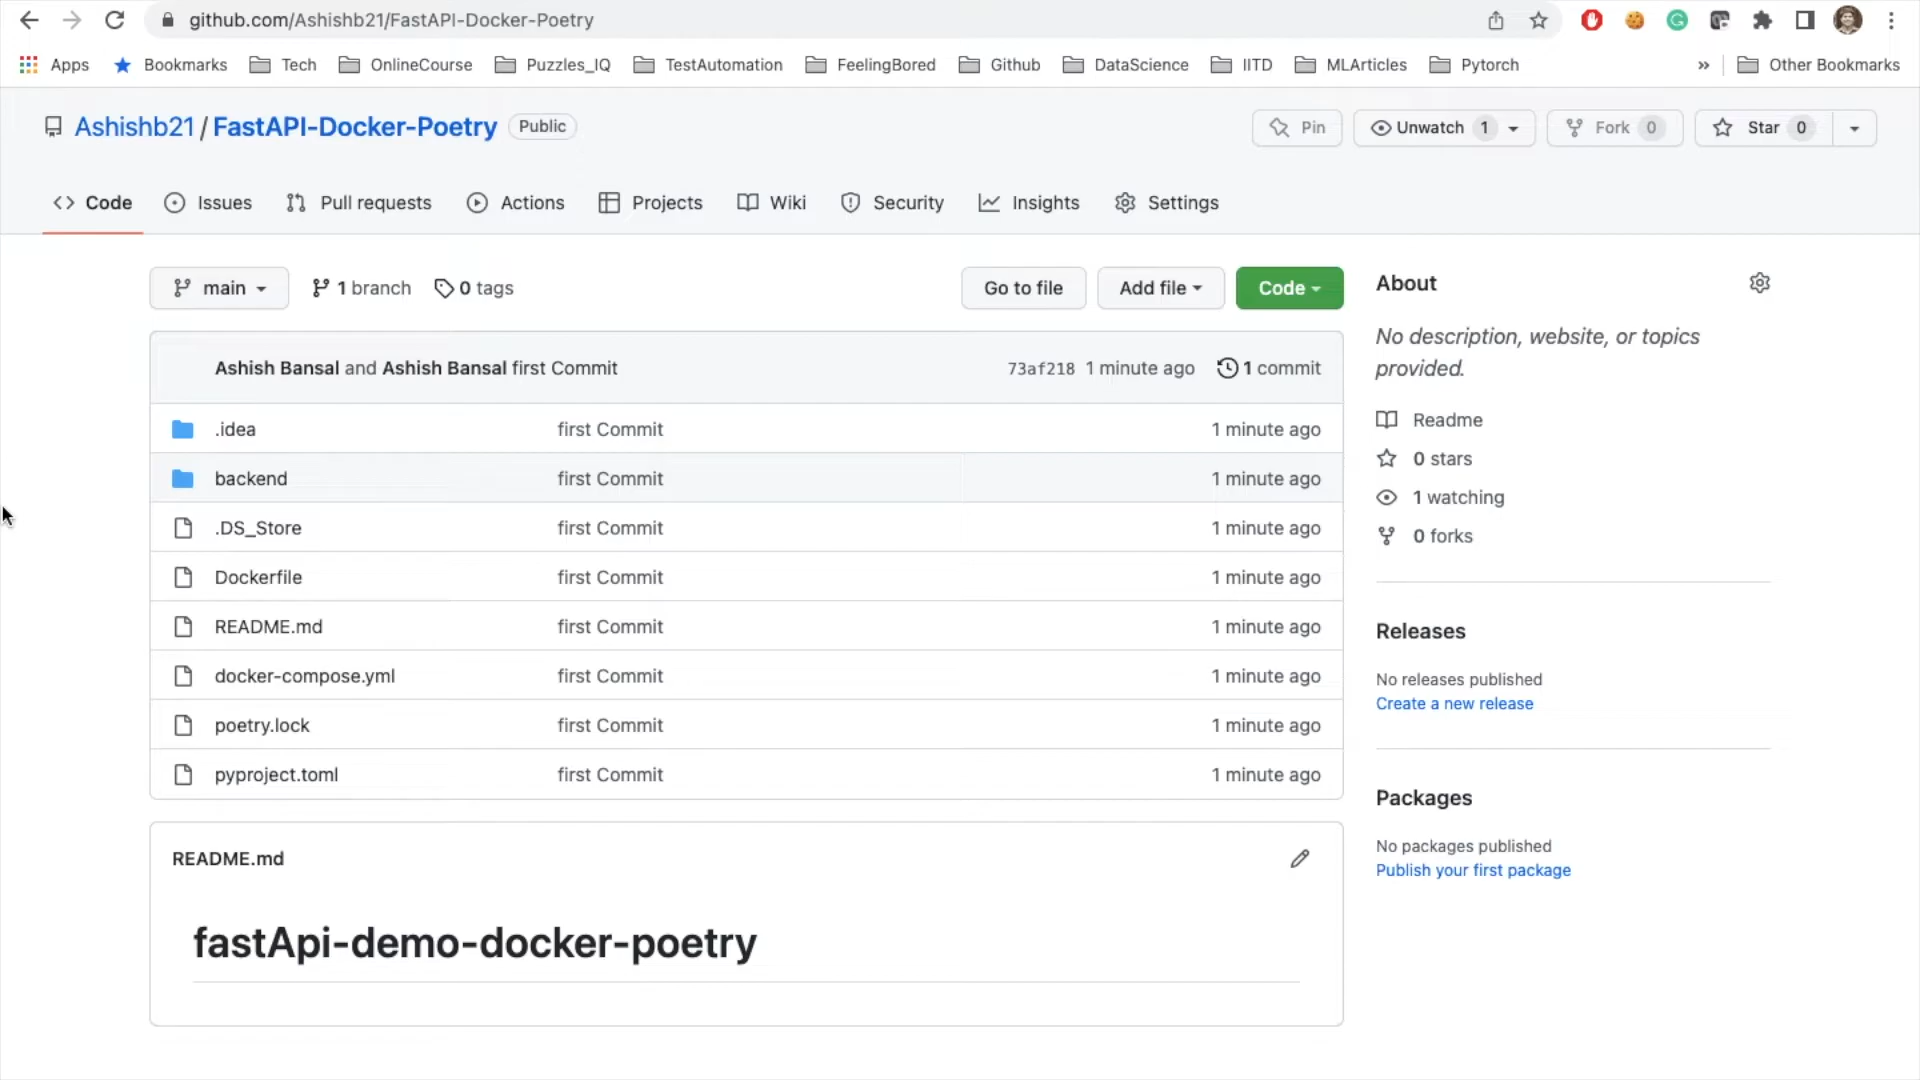 github.com/Ashishb21/FastAPI-Docker-Poetry
Apps Bookmarks Tech OnlineCourse Puzzles_IQ TestAutomation FeelingBored Github DataScience IITD MLArticles Pytorch » Other Bookmarks
Ashishb21 / FastAPI-Docker-Poetry Public Pin Unwatch 1 Fork 0 Star 0
Code Issues Pull requests Actions Projects Wiki Security Insights Settings
main 1 branch 0 tags Go to file Add file Code
Ashish Bansal and Ashish Bansal first Commit 73af218 1 minute ago 1 commit
.idea first Commit 1 minute ago
backend first Commit 1 minute ago
.DS_Store first Commit 1 minute ago
Dockerfile first Commit 1 minute ago
README.md first Commit 1 minute ago
docker-compose.yml first Commit 1 minute ago
poetry.lock first Commit 1 minute ago
pyproject.toml first Commit 1 minute ago
README.md
fastApi-demo-docker-poetry
About
No description, website, or topics
provided.
Readme
0 stars
1 watching
0 forks
Releases
No releases published
Create a new release
Packages
No packages published
Publish your first package